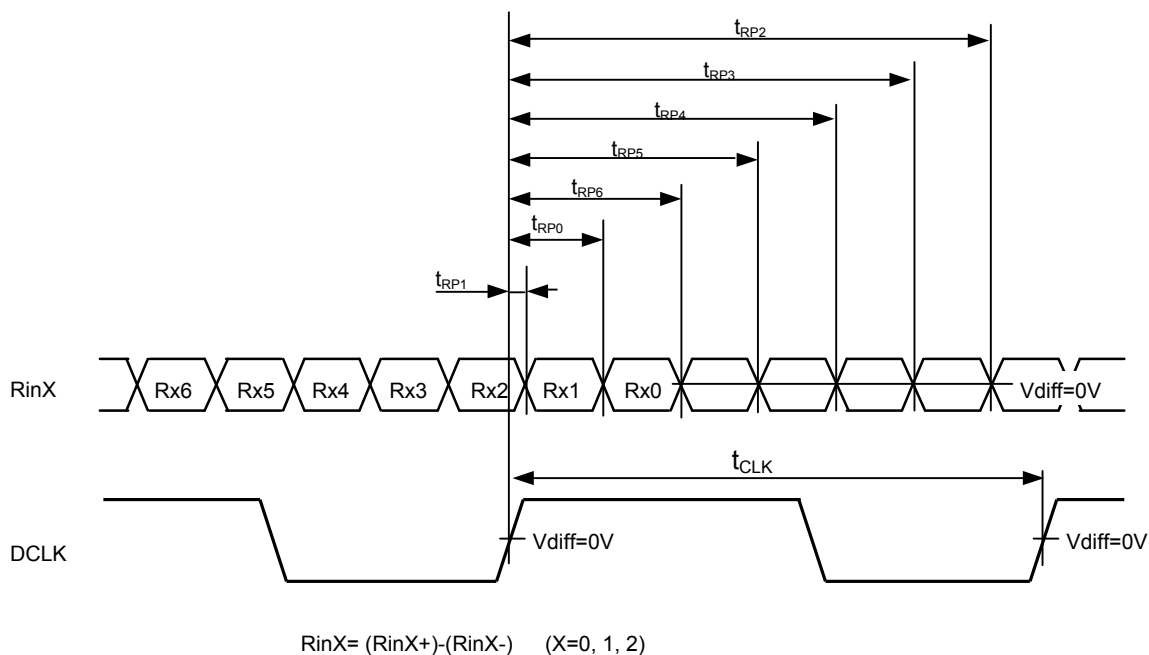 tRP2
tRP3
tRP4
tRP5
tRP6
tRP0
tRP1
RinX Rx6 Rx5 Rx4 Rx3 Rx2 Rx1 Rx0 Vdiff=0V
tCLK
DCLK Vdiff=0V Vdiff=0V
RinX= (RinX+)-(RinX-) (X=0, 1, 2)